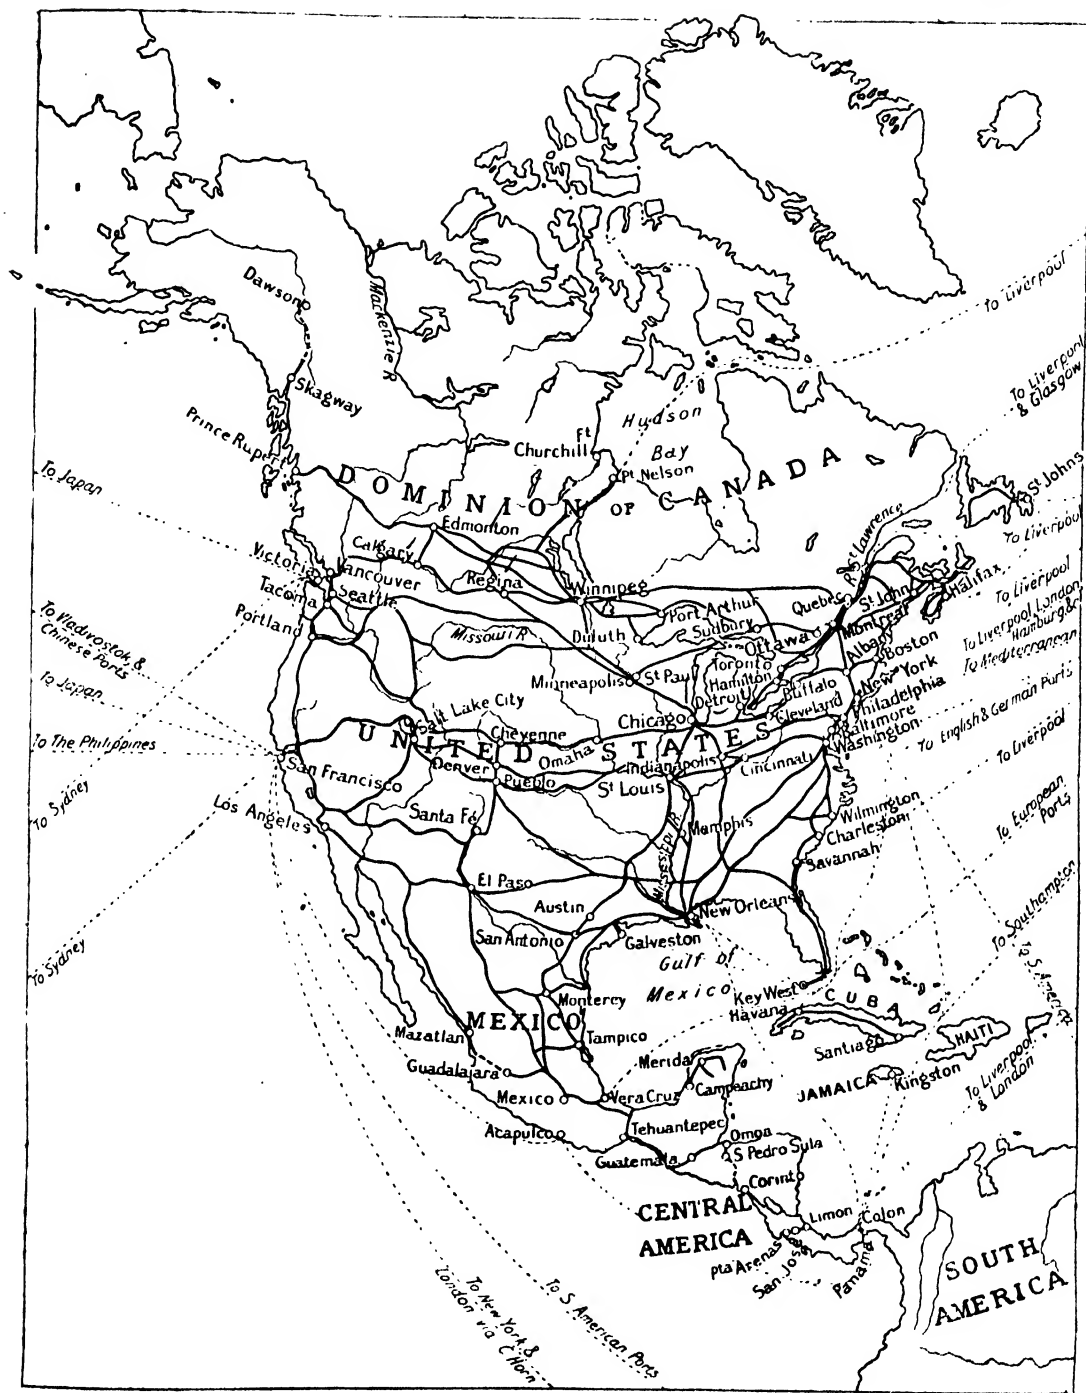 To Liverpool
Dawson
Mackenzie R
To Liverpool
& Glasgow
Skagway
Hudson
Bay
Prince Rupert
Ft
Churchill
Pt Nelson
To Japan
DOMINION OF CANADA
St Johns
Edmonton
R St Lawrence
To Liverpool
Calgary
Victoria
Vancouver
Regina
Winnipeg
Halifax
To Liverpool
Tacoma
Seattle
Port Arthur
Quebec
St John
Portland
Missouri R
Duluth
Sudbury
Ottawa
Montreal
To Liverpool London
Hamburg &c
To Vladivostok &
Chinese Ports
Albany
Boston
To Mediterranean
Toronto
Minneapolis
St Paul
Hamilton
Detroit
Buffalo
New York
To Japan
Philadelphia
Salt Lake City
Chicago
Cleveland
Baltimore
Washington
To English & German Ports
UNITED STATES
Cheyenne
Omaha
To The Philippines
Indianapolis
Cincinnati
To Liverpool
San Francisco
Denver
Pueblo
St Louis
To Sydney
Los Angeles
Santa Fé
Memphis
Wilmington
Charleston
To European
Ports
Savannah
Missisippi R.
El Paso
Austin
New Orleans
San Antonio
Galveston
To Southampton
To Sydney
Gulf of
Mexico
To S America
Key West
CUBA
Havana
Monterey
MEXICO
Mazatlan
Tampico
Santiago
HAITI
Guadalajara
Merida
Campeachy
JAMAICA
Kingston
To Liverpool
& London
Mexico
Vera Cruz
Acapulco
Tehuantepec
Omoa
S Pedro Sula
Guatemala
Corinto
CENTRAL
AMERICA
Limon
Colon
Pta Arenas
San José
Panama
SOUTH
AMERICA
To New York &
London via C Horn
To S American Ports